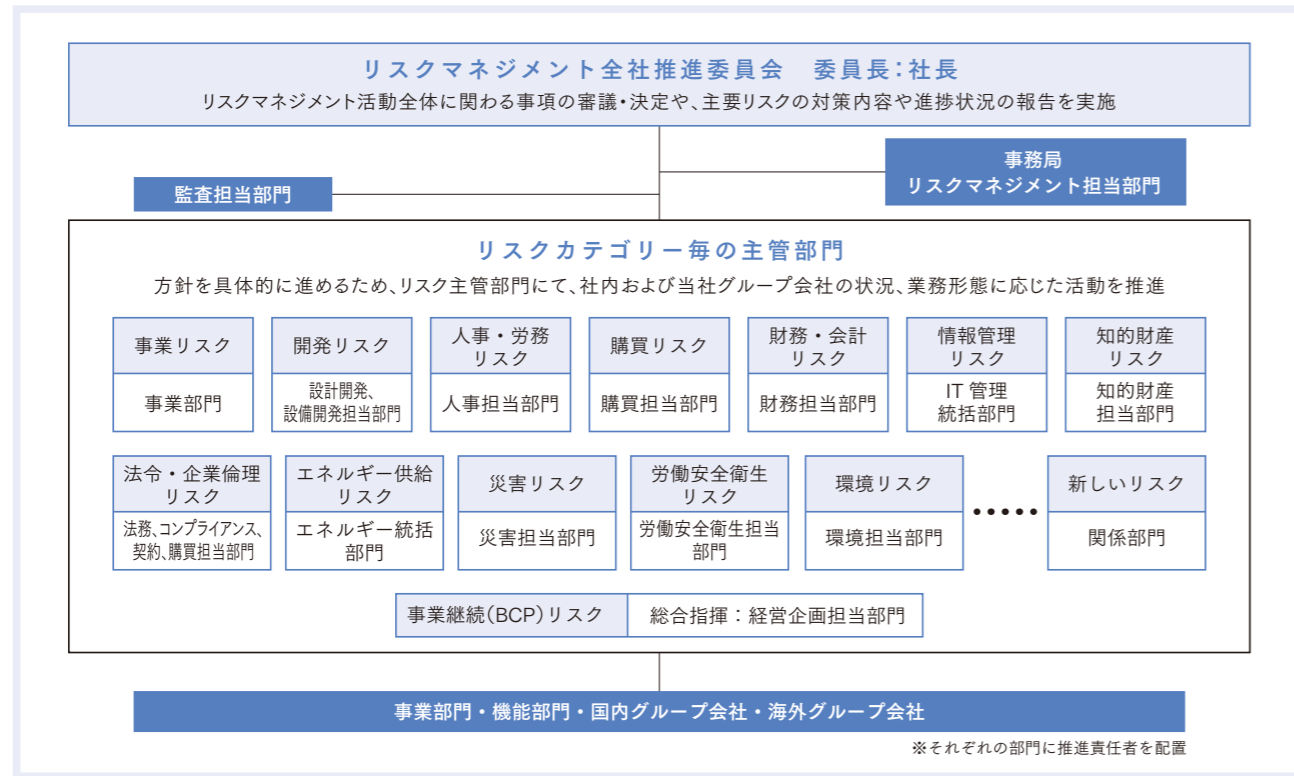 リスクマネジメント全社推進委員会　委員長：社長
リスクマネジメント活動全体に関わる事項の審議・決定や、主要リスクの対策内容や進捗状況の報告を実施
事務局
リスクマネジメント担当部門
監査担当部門
リスクカテゴリー毎の主管部門
方針を具体的に進めるため、リスク主管部門にて、社内および当社グループ会社の状況、業務形態に応じた活動を推進
事業リスク
事業部門
開発リスク
設計開発、
設備開発担当部門
人事・労務
リスク
人事担当部門
購買リスク
購買担当部門
財務・会計
リスク
財務担当部門
情報管理
リスク
IT 管理
統括部門
知的財産
リスク
知的財産
担当部門
法令・企業倫理
リスク
法務、コンプライアンス、
契約、購買担当部門
エネルギー供給
リスク
エネルギー統括
部門
災害リスク
災害担当部門
労働安全衛生
リスク
労働安全衛生担当
部門
環境リスク
環境担当部門
•••••
新しいリスク
関係部門
事業継続(BCP)リスク
総合指揮：経営企画担当部門
事業部門・機能部門・国内グループ会社・海外グループ会社
※それぞれの部門に推進責任者を配置